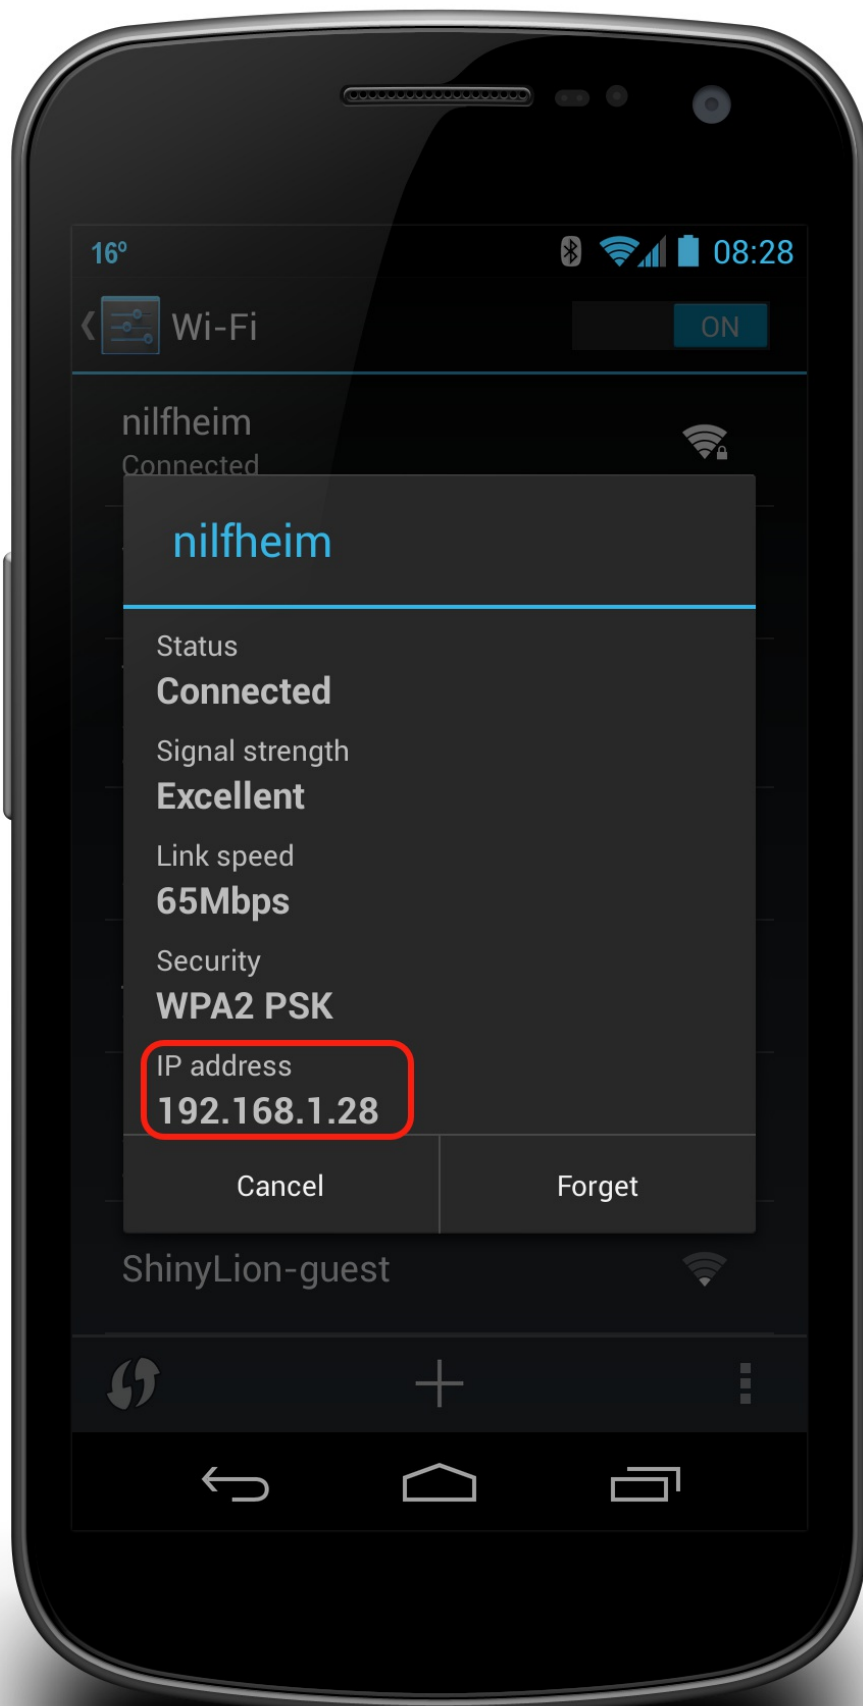 16°
08:28
Wi-Fi
ON
nilfheim
Connected
nilfheim
Status
Connected
Signal strength
Excellent
Link speed
65Mbps
Security
WPA2 PSK
IP address
192.168.1.28
Cancel
Forget
ShinyLion-guest